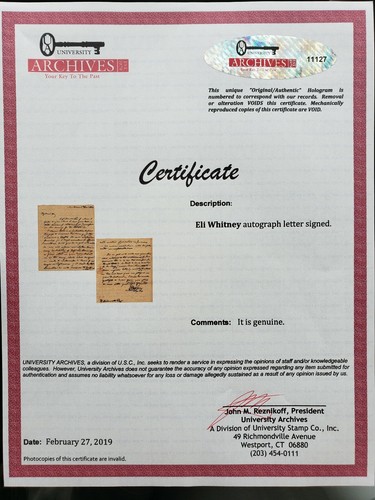 UNIVERSITY
ARCHIVES
Your Key To The Past
UNIVERSITY
ARCHIVES
11127
This unique "Original/Authentic" Hologram is
numbered to correspond with our records. Removal
or alteration VOIDS this certificate. Mechanically
reproduced copies of this certificate are VOID.
Certificate
Description:
Eli Whitney autograph letter signed.
Comments: It is genuine.
UNIVERSITY ARCHIVES, a division of U.S.C., Inc. seeks to render a service in expressing the opinions of staff and/or knowledgeable
colleagues. However, University Archives does not guarantee the accuracy of any opinion expressed regarding any item submitted for
authentication and assumes no liability whatsoever for any loss or damage allegedly sustained as a result of any opinion issued by us.
John M. Reznikoff, President
University Archives
A Division of University Stamp Co., Inc.
49 Richmondville Avenue
Westport, CT 06880
(203) 454-0111
Date: February 27, 2019
Photocopies of this certificate are invalid.